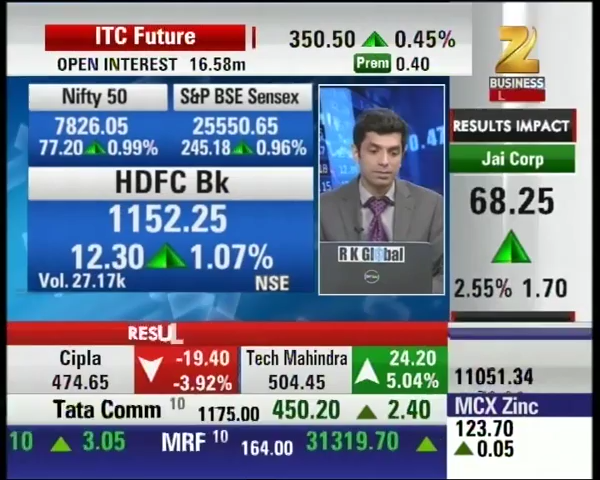 ITC Future
350.50 0.45%
OPEN INTEREST 16.58m
Prem 0.40
Z
BUSINESS
L
Nifty 50
7826.05
77.20 0.99%
S&P BSE Sensex
25550.65
245.18 0.96%
HDFC Bk
1152.25
12.30 1.07%
Vol. 27.17k NSE
R K Global
DELL
RESULTS IMPACT
Jai Corp
68.25
2.55% 1.70
RESUL
Cipla
474.65
-19.40
-3.92%
Tech Mahindra
504.45
24.20
5.04%
11051.34
Tata Comm 10 1175.00 450.20 2.40
MCX Zinc
123.70
0.05
10 3.05 MRF 10 164.00 31319.70